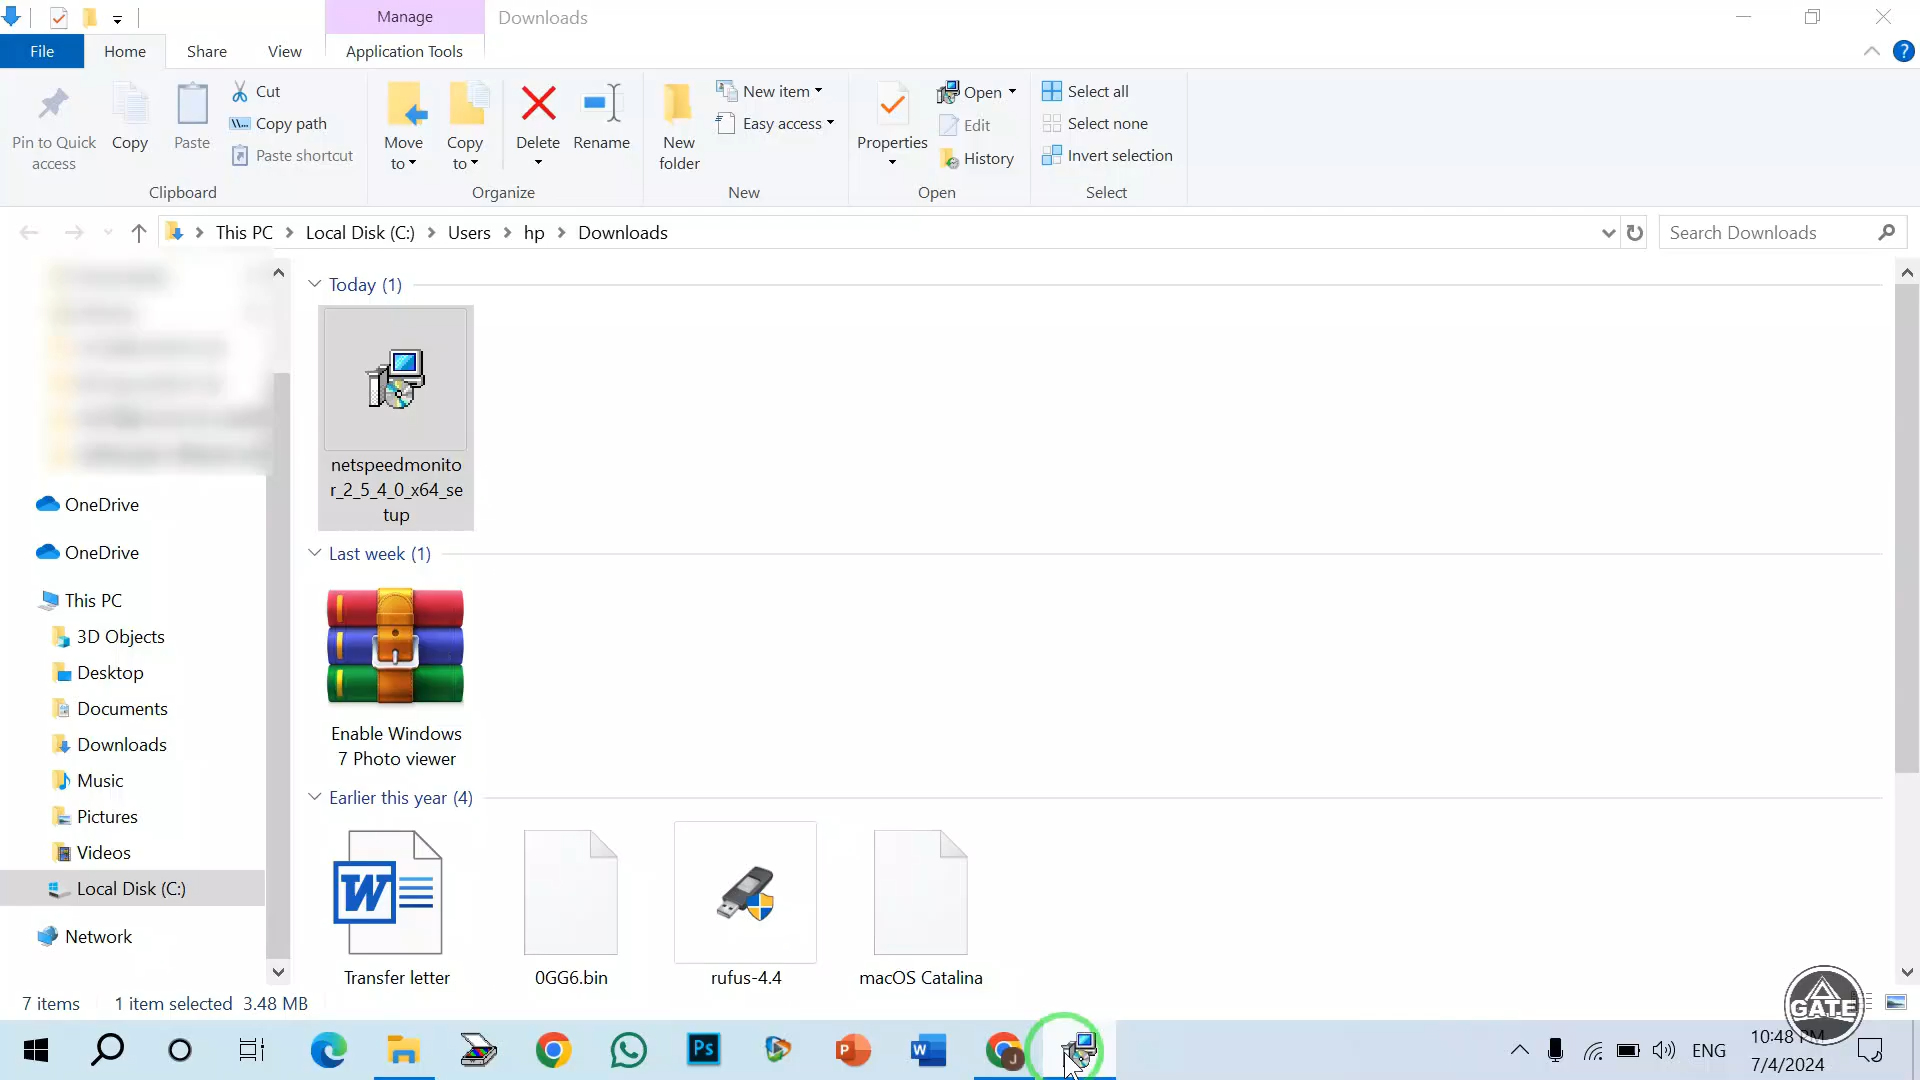 Manage
Downloads
File
Home
Share
View
Application Tools
Pin to Quick access
Copy
Paste
Cut
Copy path
Paste shortcut
Clipboard
Move to
Copy to
Delete
Rename
Organize
New folder
New item
Easy access
New
Properties
Open
Edit
History
Open
Select all
Select none
Invert selection
Select
This PC
Local Disk (C:)
Users
hp
Downloads
Search Downloads
OneDrive
OneDrive
This PC
3D Objects
Desktop
Documents
Downloads
Music
Pictures
Videos
Local Disk (C:)
Network
Today (1)
netspeedmonito
r_2_5_4_0_x64_se
tup
Last week (1)
Enable Windows
7 Photo viewer
Earlier this year (4)
Transfer letter
0GG6.bin
rufus-4.4
macOS Catalina
7 items
1 item selected 3.48 MB
GATE
Ps
P
W
J
ENG
10:48 PM
7/4/2024